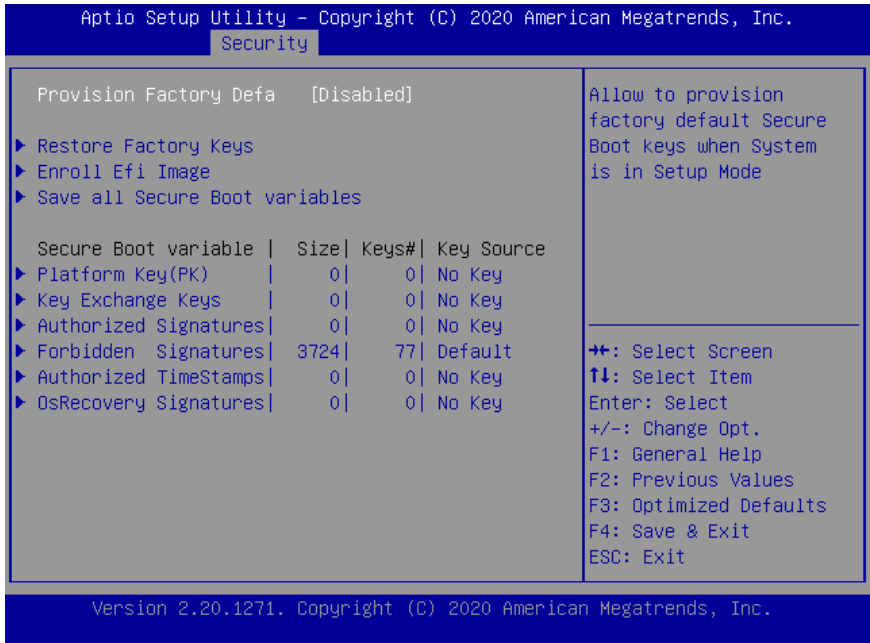 Aptio Setup Utility – Copyright (C) 2020 American Megatrends, Inc.
Security
Provision Factory Defa [Disabled]
▶ Restore Factory Keys
▶ Enroll Efi Image
▶ Save all Secure Boot variables
Secure Boot variable | Size| Keys#| Key Source
▶ Platform Key(PK) | 0| 0| No Key
▶ Key Exchange Keys | 0| 0| No Key
▶ Authorized Signatures| 0| 0| No Key
▶ Forbidden Signatures| 3724| 77| Default
▶ Authorized TimeStamps| 0| 0| No Key
▶ OsRecovery Signatures| 0| 0| No Key
Allow to provision
factory default Secure
Boot keys when System
is in Setup Mode
→←: Select Screen
↑↓: Select Item
Enter: Select
+/-: Change Opt.
F1: General Help
F2: Previous Values
F3: Optimized Defaults
F4: Save & Exit
ESC: Exit
Version 2.20.1271. Copyright (C) 2020 American Megatrends, Inc.